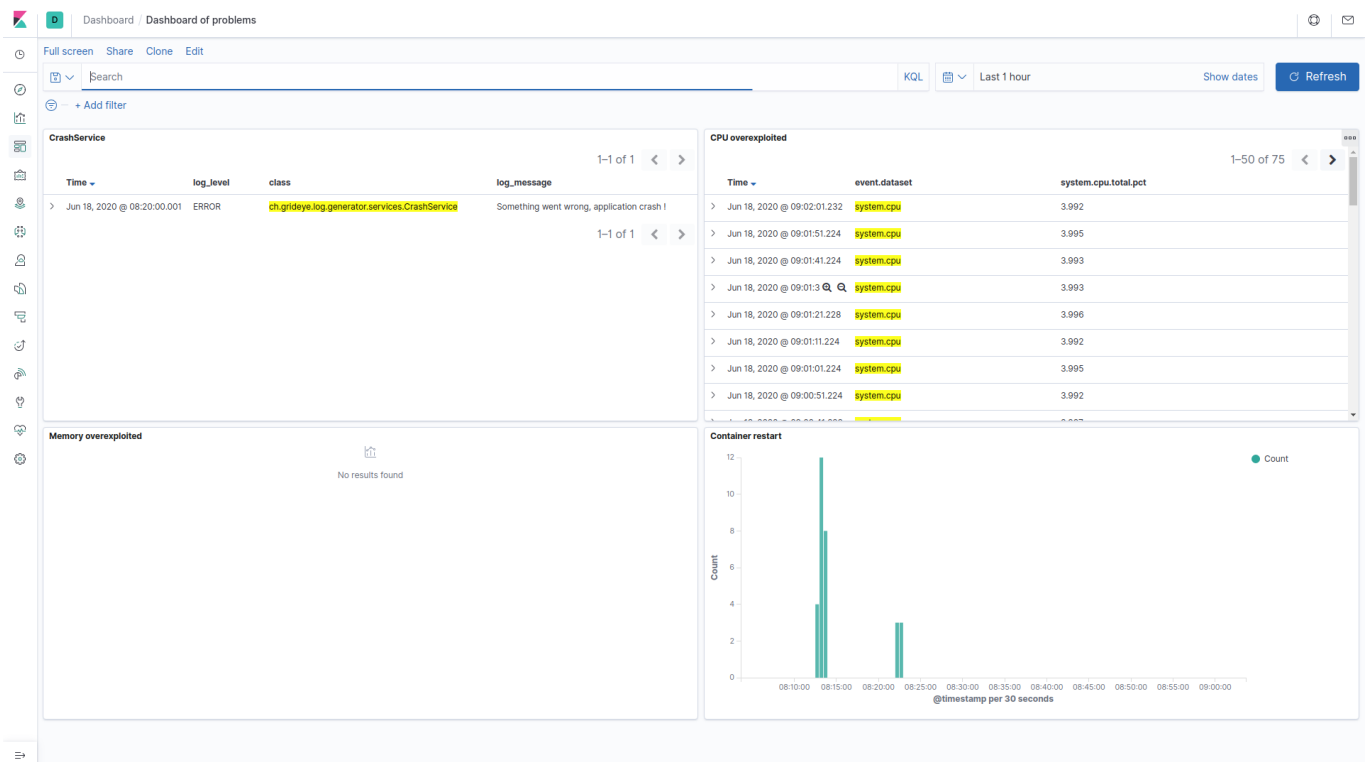 D Dashboard / Dashboard of problems
Full screen Share Clone Edit
Search KQL Last 1 hour Show dates Refresh
+ Add filter
CrashService
1–1 of 1
Time log_level class log_message
Jun 18, 2020 @ 08:20:00.001 ERROR ch.grideye.log.generator.services.CrashService Something went wrong, application crash !
1–1 of 1
CPU overexploited
1–50 of 75
Time event.dataset system.cpu.total.pct
Jun 18, 2020 @ 09:02:01.232 system.cpu 3.992
Jun 18, 2020 @ 09:01:51.224 system.cpu 3.995
Jun 18, 2020 @ 09:01:41.224 system.cpu 3.993
Jun 18, 2020 @ 09:01:3 system.cpu 3.993
Jun 18, 2020 @ 09:01:21.228 system.cpu 3.996
Jun 18, 2020 @ 09:01:11.224 system.cpu 3.992
Jun 18, 2020 @ 09:01:01.224 system.cpu 3.995
Jun 18, 2020 @ 09:00:51.224 system.cpu 3.992
Memory overexploited
No results found
Container restart
Count
12
10
8
6
4
2
0
Count
08:10:00 08:15:00 08:20:00 08:25:00 08:30:00 08:35:00 08:40:00 08:45:00 08:50:00 08:55:00 09:00:00
@timestamp per 30 seconds